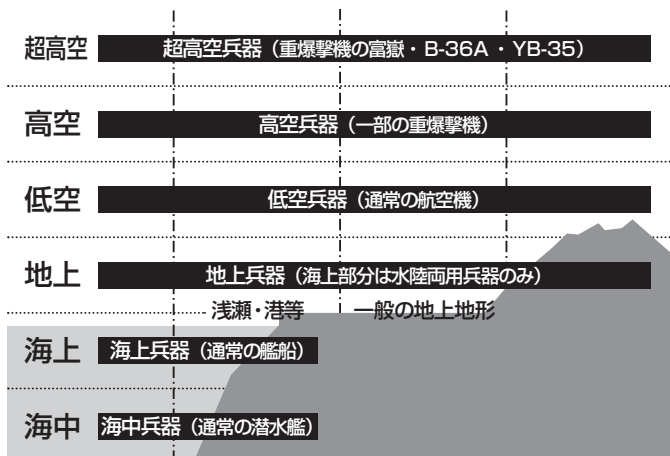 超高空 超高空兵器（重爆撃機の富嶽・B-36A・YB-35）
高空 高空兵器（一部の重爆撃機）
低空 低空兵器（通常の航空機）
地上 地上兵器（海上部分は水陸両用兵器のみ）
浅瀬・港等 一般の地上地形
海上 海上兵器（通常の艦船）
海中 海中兵器（通常の潜水艦）